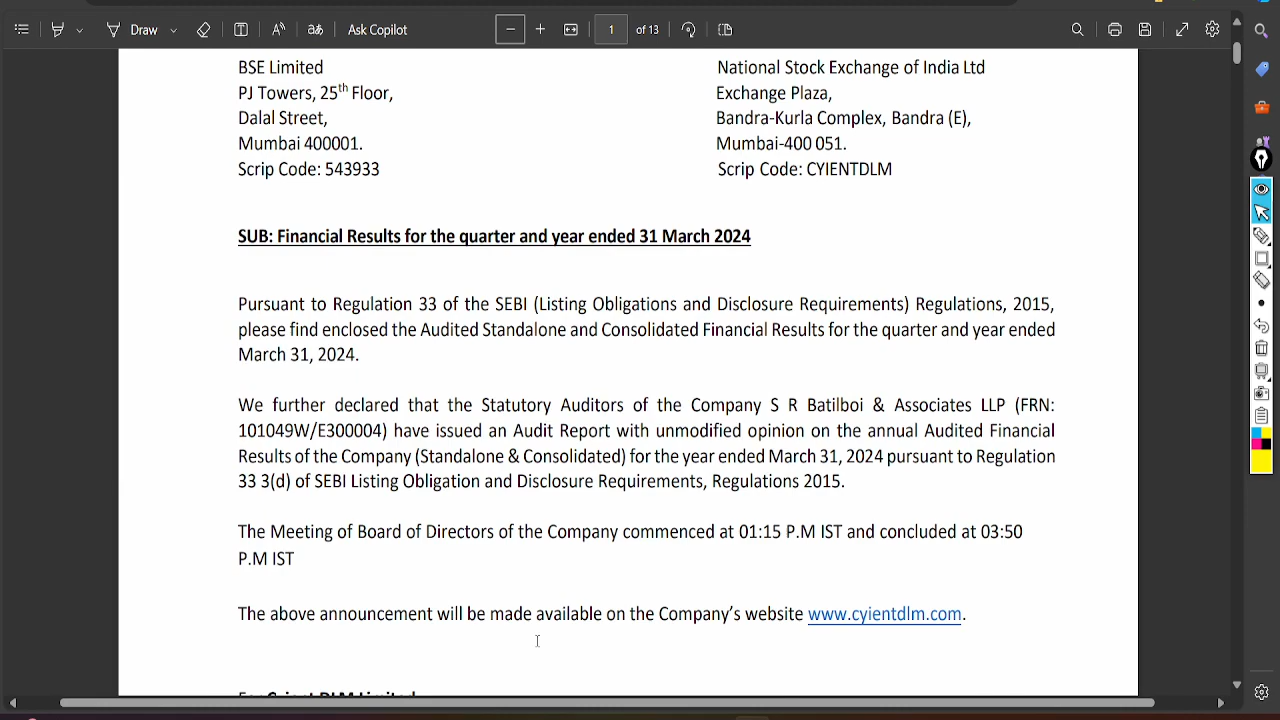 Draw
Ask Copilot
1 of 13
BSE Limited
PJ Towers, 25th Floor,
Dalal Street,
Mumbai 400001.
Scrip Code: 543933
National Stock Exchange of India Ltd
Exchange Plaza,
Bandra-Kurla Complex, Bandra (E),
Mumbai-400 051.
Scrip Code: CYIENTDLM
SUB: Financial Results for the quarter and year ended 31 March 2024
Pursuant to Regulation 33 of the SEBI (Listing Obligations and Disclosure Requirements) Regulations, 2015,
please find enclosed the Audited Standalone and Consolidated Financial Results for the quarter and year ended
March 31, 2024.
We further declared that the Statutory Auditors of the Company S R Batilboi & Associates LLP (FRN:
101049W/E300004) have issued an Audit Report with unmodified opinion on the annual Audited Financial
Results of the Company (Standalone & Consolidated) for the year ended March 31, 2024 pursuant to Regulation
33 3(d) of SEBI Listing Obligation and Disclosure Requirements, Regulations 2015.
The Meeting of Board of Directors of the Company commenced at 01:15 P.M IST and concluded at 03:50
P.M IST
The above announcement will be made available on the Company's website www.cyientdlm.com.
For Cyient DLM Limited